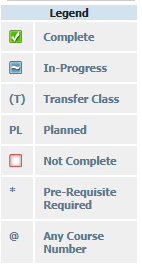 Legend
Complete
In-Progress
(T) Transfer Class
PL Planned
Not Complete
* Pre-Requisite
Required
@ Any Course
Number